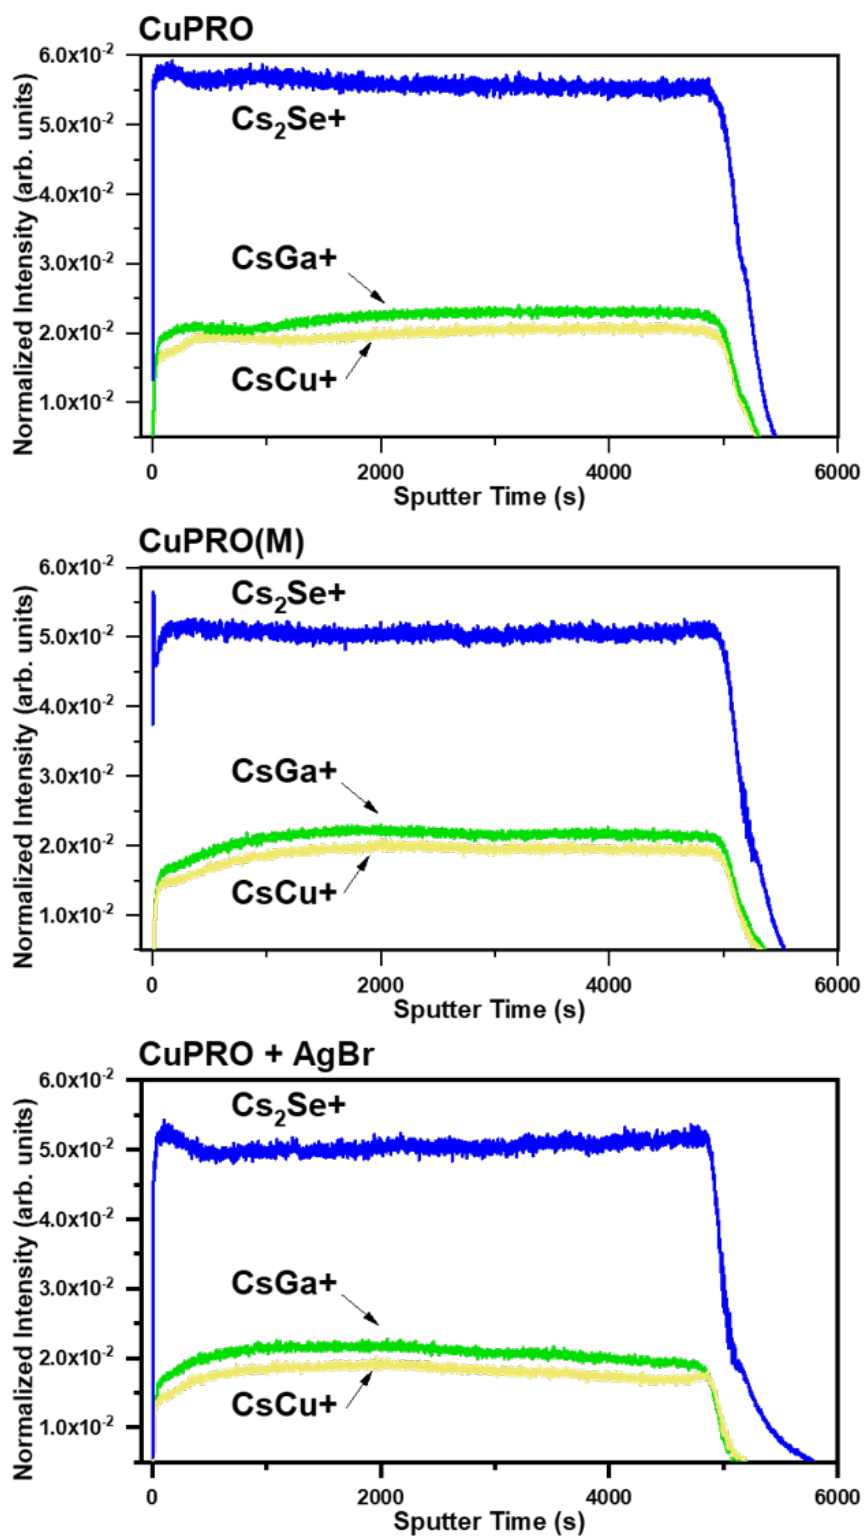 CuPRO
Normalized Intensity (arb. units)
6.0x10⁻²
5.0x10⁻²
4.0x10⁻²
3.0x10⁻²
2.0x10⁻²
1.0x10⁻²
Cs₂Se+
CsGa+
CsCu+
0 2000 4000 6000
Sputter Time (s)
CuPRO(M)
Normalized Intensity (arb. units)
6.0x10⁻²
5.0x10⁻²
4.0x10⁻²
3.0x10⁻²
2.0x10⁻²
1.0x10⁻²
Cs₂Se+
CsGa+
CsCu+
0 2000 4000 6000
Sputter Time (s)
CuPRO + AgBr
Normalized Intensity (arb. units)
6.0x10⁻²
5.0x10⁻²
4.0x10⁻²
3.0x10⁻²
2.0x10⁻²
1.0x10⁻²
Cs₂Se+
CsGa+
CsCu+
0 2000 4000 6000
Sputter Time (s)